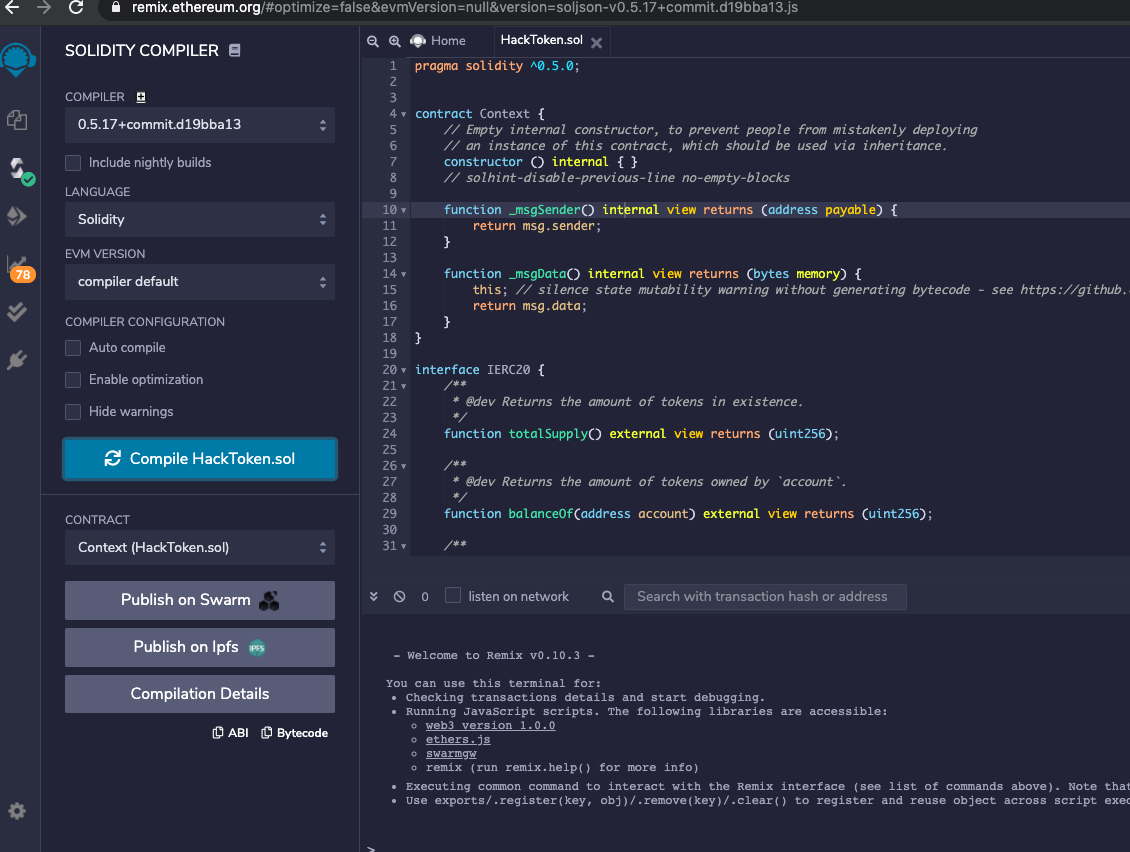 remix.ethereum.org/#optimize=false&evmVersion=null&version=soljson-v0.5.17+commit.d19bba13.js
SOLIDITY COMPILER
COMPILER
0.5.17+commit.d19bba13
Include nightly builds
LANGUAGE
Solidity
EVM VERSION
compiler default
78
COMPILER CONFIGURATION
Auto compile
Enable optimization
Hide warnings
Compile HackToken.sol
CONTRACT
Context (HackToken.sol)
Publish on Swarm
Publish on Ipfs
IPFS
Compilation Details
ABI
Bytecode
Home
HackToken.sol
1 pragma solidity ^0.5.0;
2
3
4 contract Context {
5 // Empty internal constructor, to prevent people from mistakenly deploying
6 // an instance of this contract, which should be used via inheritance.
7 constructor () internal { }
8 // solhint-disable-previous-line no-empty-blocks
9
10 function _msgSender() internal view returns (address payable) {
11 return msg.sender;
12 }
13
14 function _msgData() internal view returns (bytes memory) {
15 this; // silence state mutability warning without generating bytecode - see https://github.
16 return msg.data;
17 }
18 }
19
20 interface IERC20 {
21 /**
22 * @dev Returns the amount of tokens in existence.
23 */
24 function totalSupply() external view returns (uint256);
25
26 /**
27 * @dev Returns the amount of tokens owned by `account`.
28 */
29 function balanceOf(address account) external view returns (uint256);
30
31 /**
0
listen on network
Search with transaction hash or address
- Welcome to Remix v0.10.3 -
You can use this terminal for:
• Checking transactions details and start debugging.
• Running JavaScript scripts. The following libraries are accessible:
◦ web3 version 1.0.0
◦ ethers.js
◦ swarmgw
◦ remix (run remix.help() for more info)
• Executing common command to interact with the Remix interface (see list of commands above). Note that
• Use exports/.register(key, obj)/.remove(key)/.clear() to register and reuse object across script exec
>